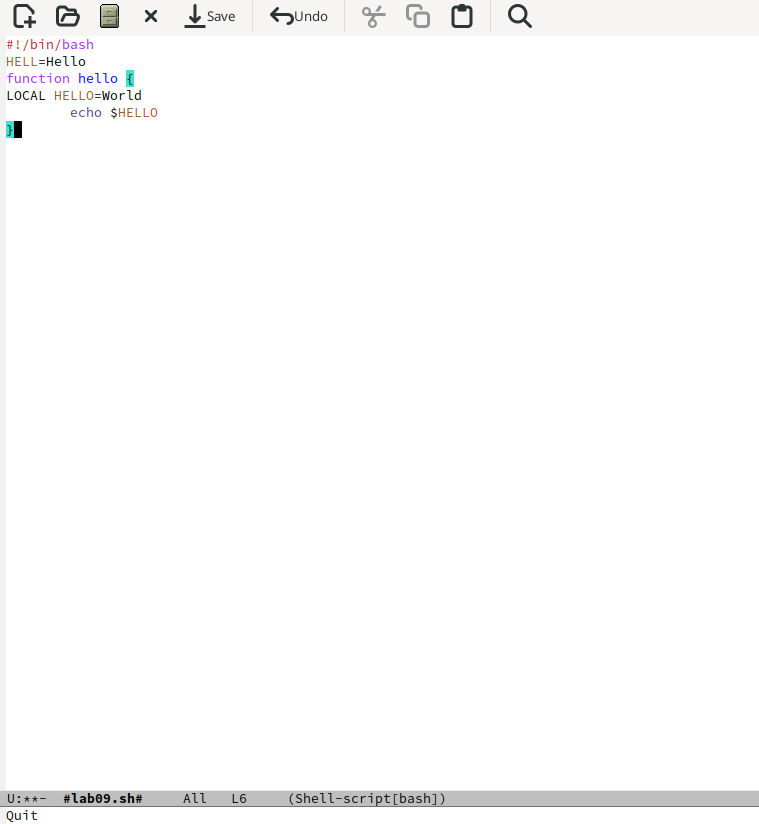 Save Undo
#!/bin/bash
HELL=Hello
function hello {
LOCAL HELLO=World
        echo $HELLO
}
U:**-  #lab09.sh#     All   L6     (Shell-script[bash])
Quit